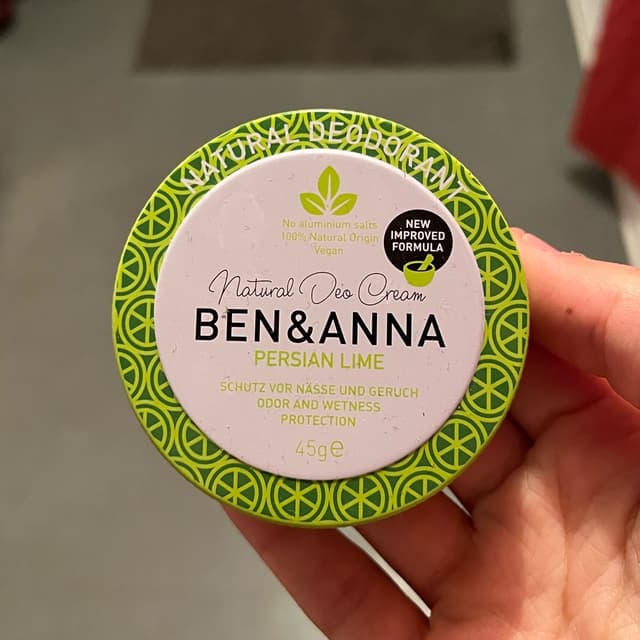 NATURAL DEODORANT
No aluminium salts
100% Natural Origin
Vegan
NEW
IMPROVED
FORMULA
Natural Deo Cream
BEN&ANNA
PERSIAN LIME
SCHUTZ VOR NÄSSE UND GERUCH
ODOR AND WETNESS
PROTECTION
45g℮